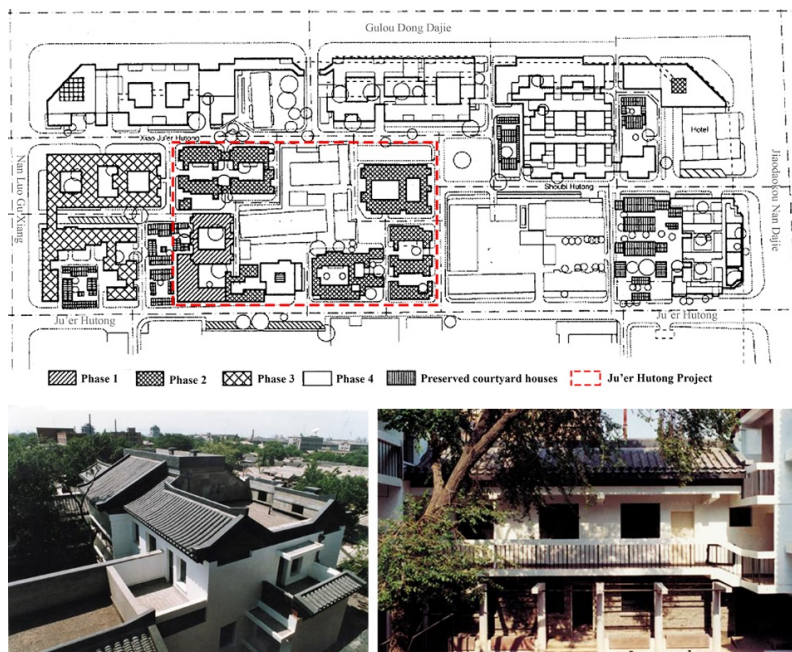 Gulou Dong Dajie
Xiao Ju'er Hutong
Hotel
Nan Luo Gu Xiang
Shoubi Hutong
Jiaodaokou Nan Dajie
Ju'er Hutong
Ju'er Hutong
Phase 1
Phase 2
Phase 3
Phase 4
Preserved courtyard houses
Ju'er Hutong Project